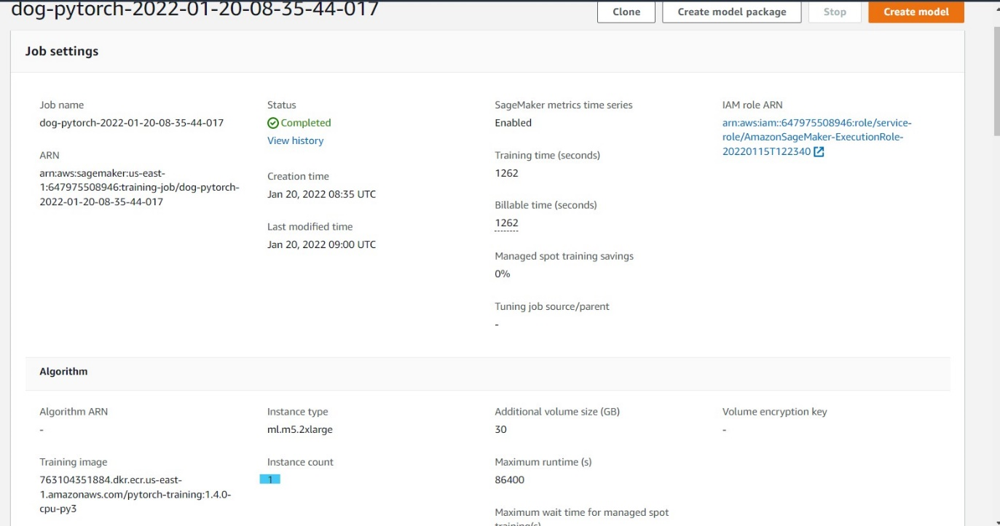 dog-pytorch-2022-01-20-08-35-44-017
Clone
Create model package
Stop
Create model
Job settings
Job name
dog-pytorch-2022-01-20-08-35-44-017
ARN
arn:aws:sagemaker:us-east-
1:647975508946:training-job/dog-pytorch-
2022-01-20-08-35-44-017
Status
Completed
View history
Creation time
Jan 20, 2022 08:35 UTC
Last modified time
Jan 20, 2022 09:00 UTC
SageMaker metrics time series
Enabled
Training time (seconds)
1262
Billable time (seconds)
1262
Managed spot training savings
0%
Tuning job source/parent
-
IAM role ARN
arn:aws:iam::647975508946:role/service-
role/AmazonSageMaker-ExecutionRole-
20220115T122340
Algorithm
Algorithm ARN
-
Training image
763104351884.dkr.ecr.us-east-
1.amazonaws.com/pytorch-training:1.4.0-
cpu-py3
Instance type
ml.m5.2xlarge
Instance count
1
Additional volume size (GB)
30
Maximum runtime (s)
86400
Maximum wait time for managed spot
training(s)
Volume encryption key
-